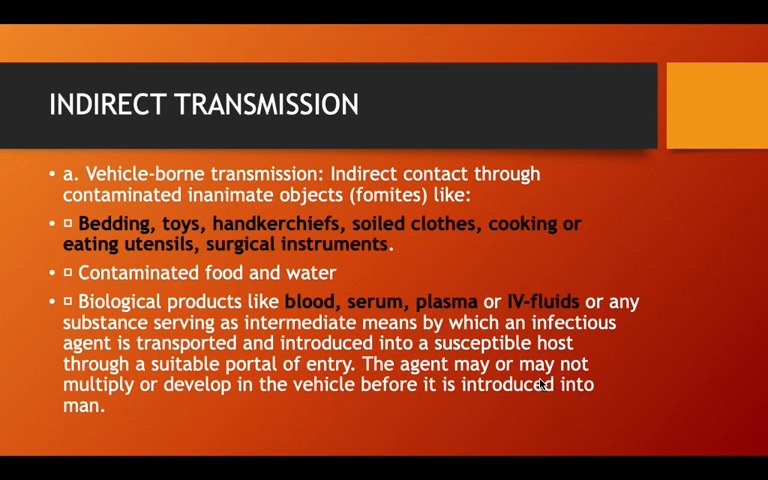 INDIRECT TRANSMISSION
• a. Vehicle-borne transmission: Indirect contact through
contaminated inanimate objects (fomites) like:
• □ Bedding, toys, handkerchiefs, soiled clothes, cooking or
eating utensils, surgical instruments.
• □ Contaminated food and water
• □ Biological products like blood, serum, plasma or IV-fluids or any
substance serving as intermediate means by which an infectious
agent is transported and introduced into a susceptible host
through a suitable portal of entry. The agent may or may not
multiply or develop in the vehicle before it is introduced into
man.